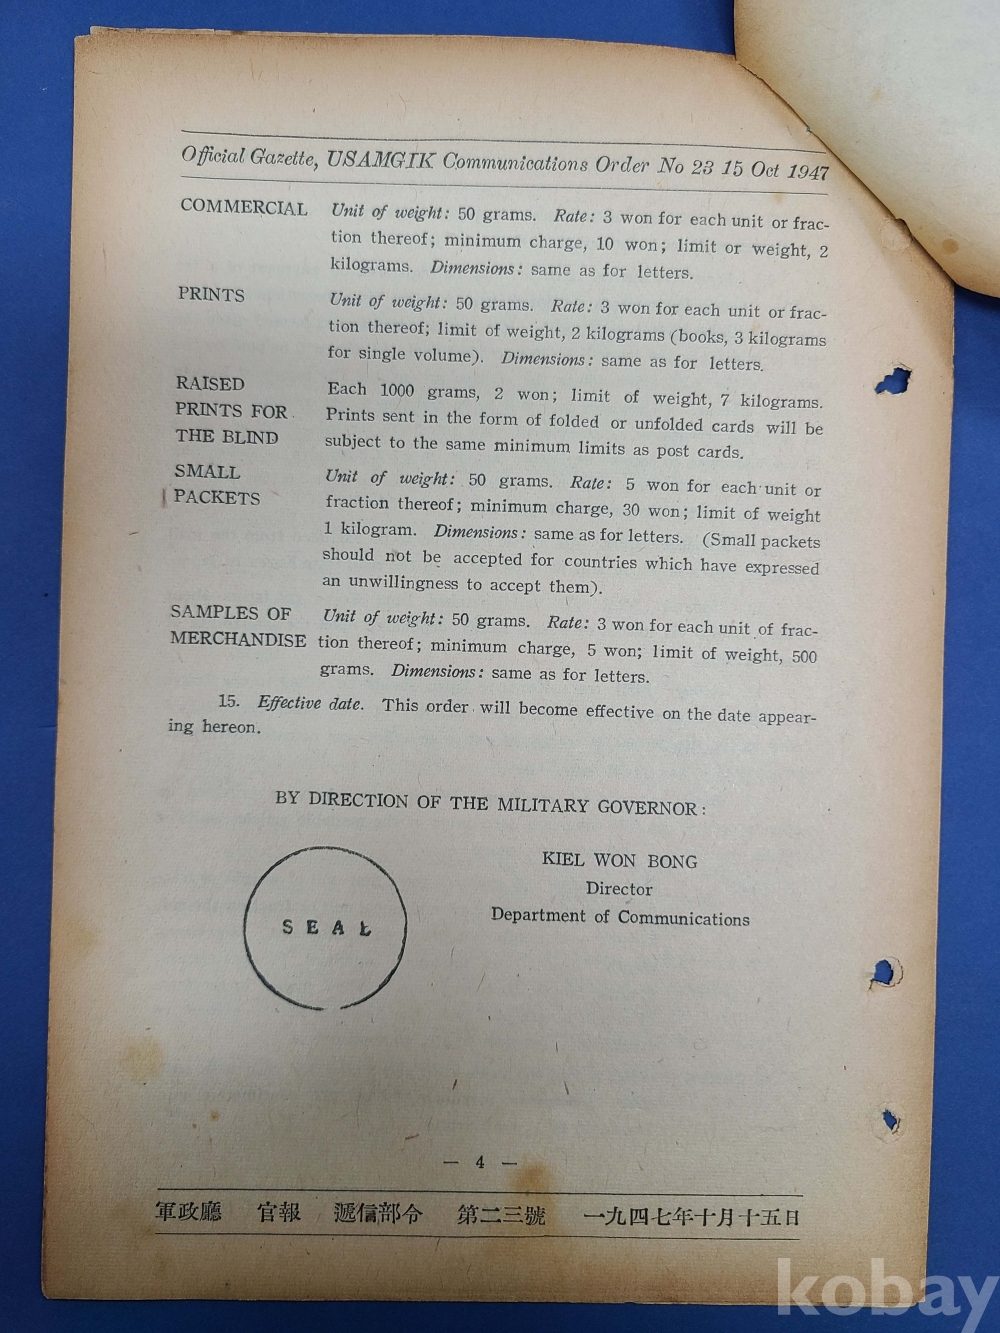 Official Gazette, USAMGIK Communications Order No 23 15 Oct 1947
COMMERCIAL Unit of weight: 50 grams. Rate: 3 won for each unit or frac-
tion thereof; minimum charge, 10 won; limit or weight, 2
kilograms. Dimensions: same as for letters.
PRINTS Unit of weight: 50 grams. Rate: 3 won for each unit or frac-
tion thereof; limit of weight, 2 kilograms (books, 3 kilograms
for single volume). Dimensions: same as for letters.
RAISED Each 1000 grams, 2 won; limit of weight, 7 kilograms.
PRINTS FOR Prints sent in the form of folded or unfolded cards will be
THE BLIND subject to the same minimum limits as post cards.
SMALL Unit of weight: 50 grams. Rate: 5 won for each unit or
PACKETS fraction thereof; minimum charge, 30 won; limit of weight
1 kilogram. Dimensions: same as for letters. (Small packets
should not be accepted for countries which have expressed
an unwillingness to accept them).
SAMPLES OF Unit of weight: 50 grams. Rate: 3 won for each unit of frac-
MERCHANDISE tion thereof; minimum charge, 5 won; limit of weight, 500
grams. Dimensions: same as for letters.
15. Effective date. This order will become effective on the date appear-
ing hereon.
BY DIRECTION OF THE MILITARY GOVERNOR:
KIEL WON BONG
Director
Department of Communications
SEAL
— 4 —
軍政廳 官報 遞信部令 第二三號 一九四七年十月十五日
kobay